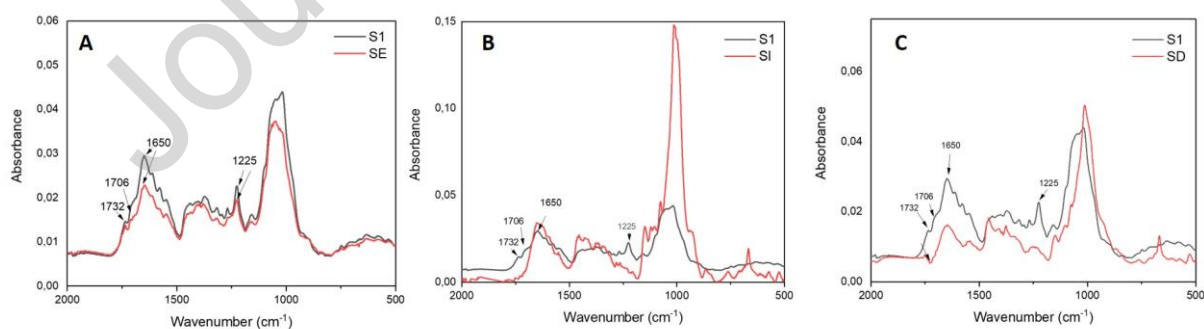 Jou
A
S1
SE
0,06
0,05
0,04
0,03
0,02
0,01
0,00
Absorbance
1650
1706
1732
1225
2000
1500
1000
500
Wavenumber (cm⁻¹)
B
S1
SI
0,15
0,10
0,05
0,00
Absorbance
1706
1650
1732
1225
2000
1500
1000
500
Wavenumber (cm⁻¹)
C
S1
SD
0,06
0,04
0,02
0,00
Absorbance
1650
1706
1732
1225
2000
1500
1000
500
Wavenumber (cm⁻¹)